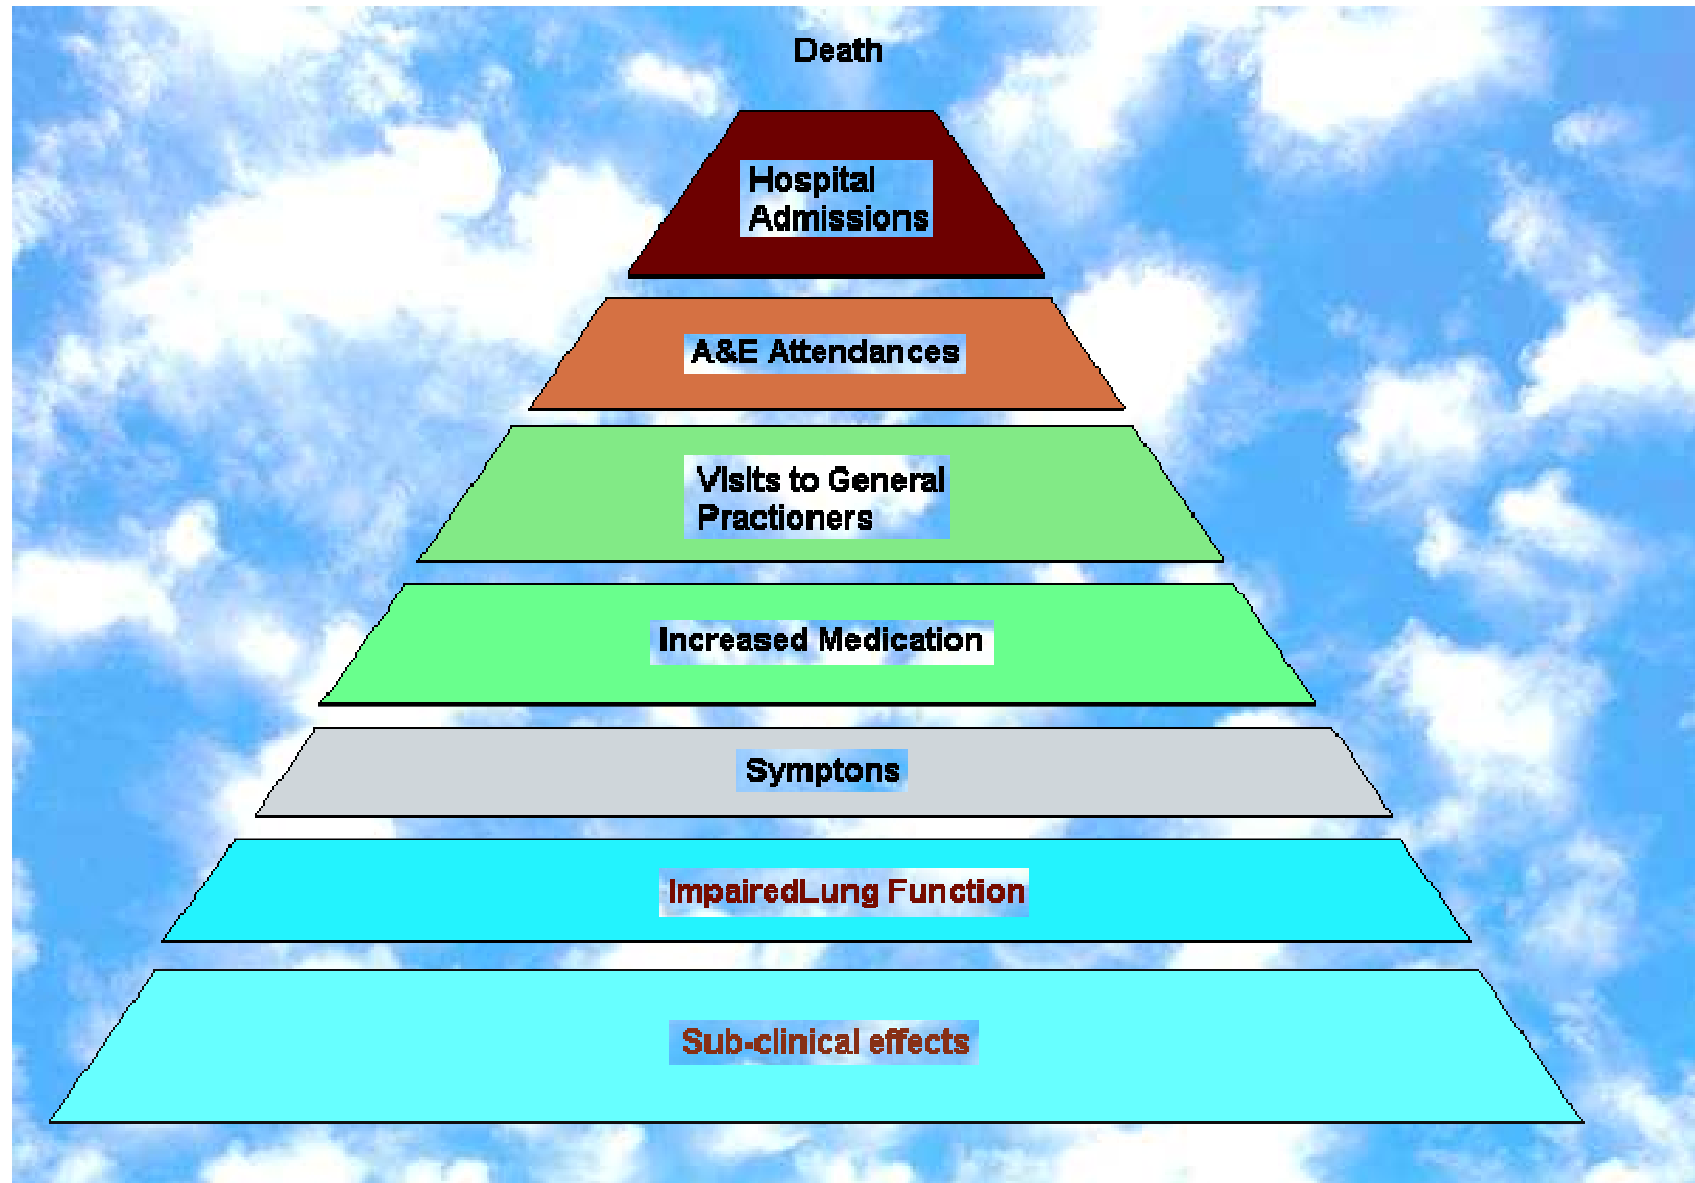 Death
Hospital
Admissions
A&E Attendances
Visits to General
Practioners
Increased Medication
Symptons
ImpairedLung Function
Sub-clinical effects